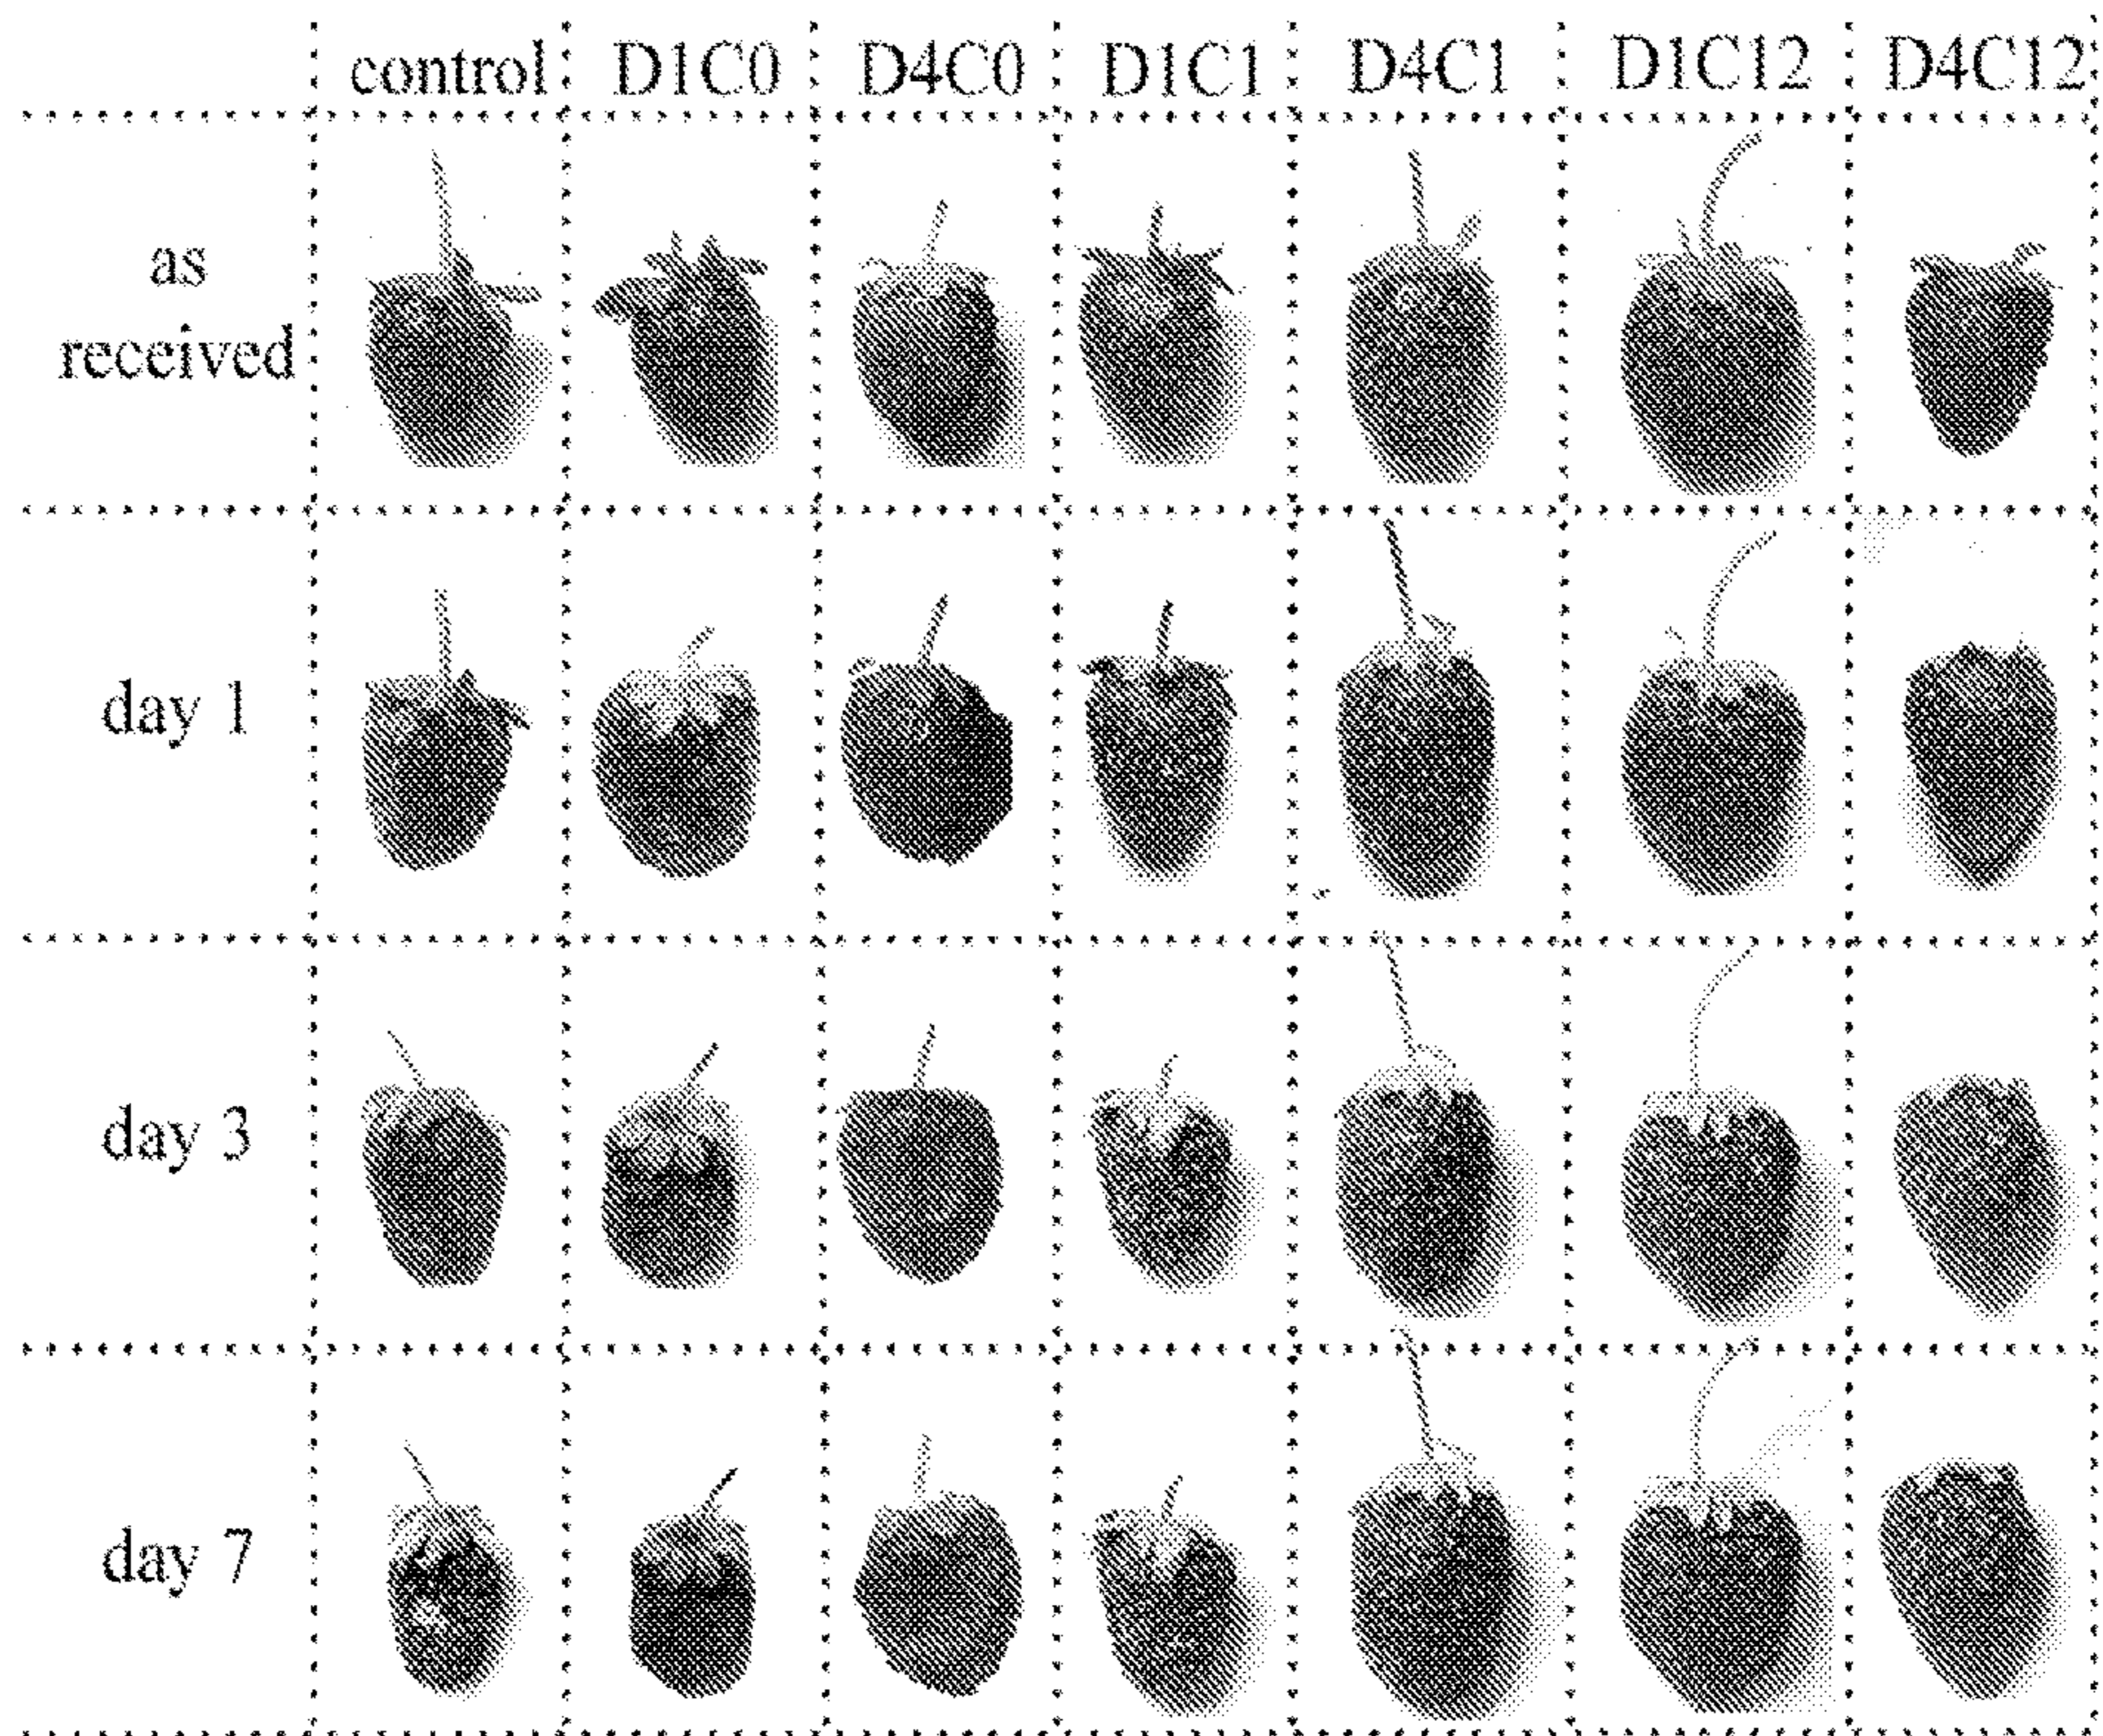 control D1C0 D4C0 D1C1 D4C1 D1C12 D4C12
as
received
day 1
day 3
day 7